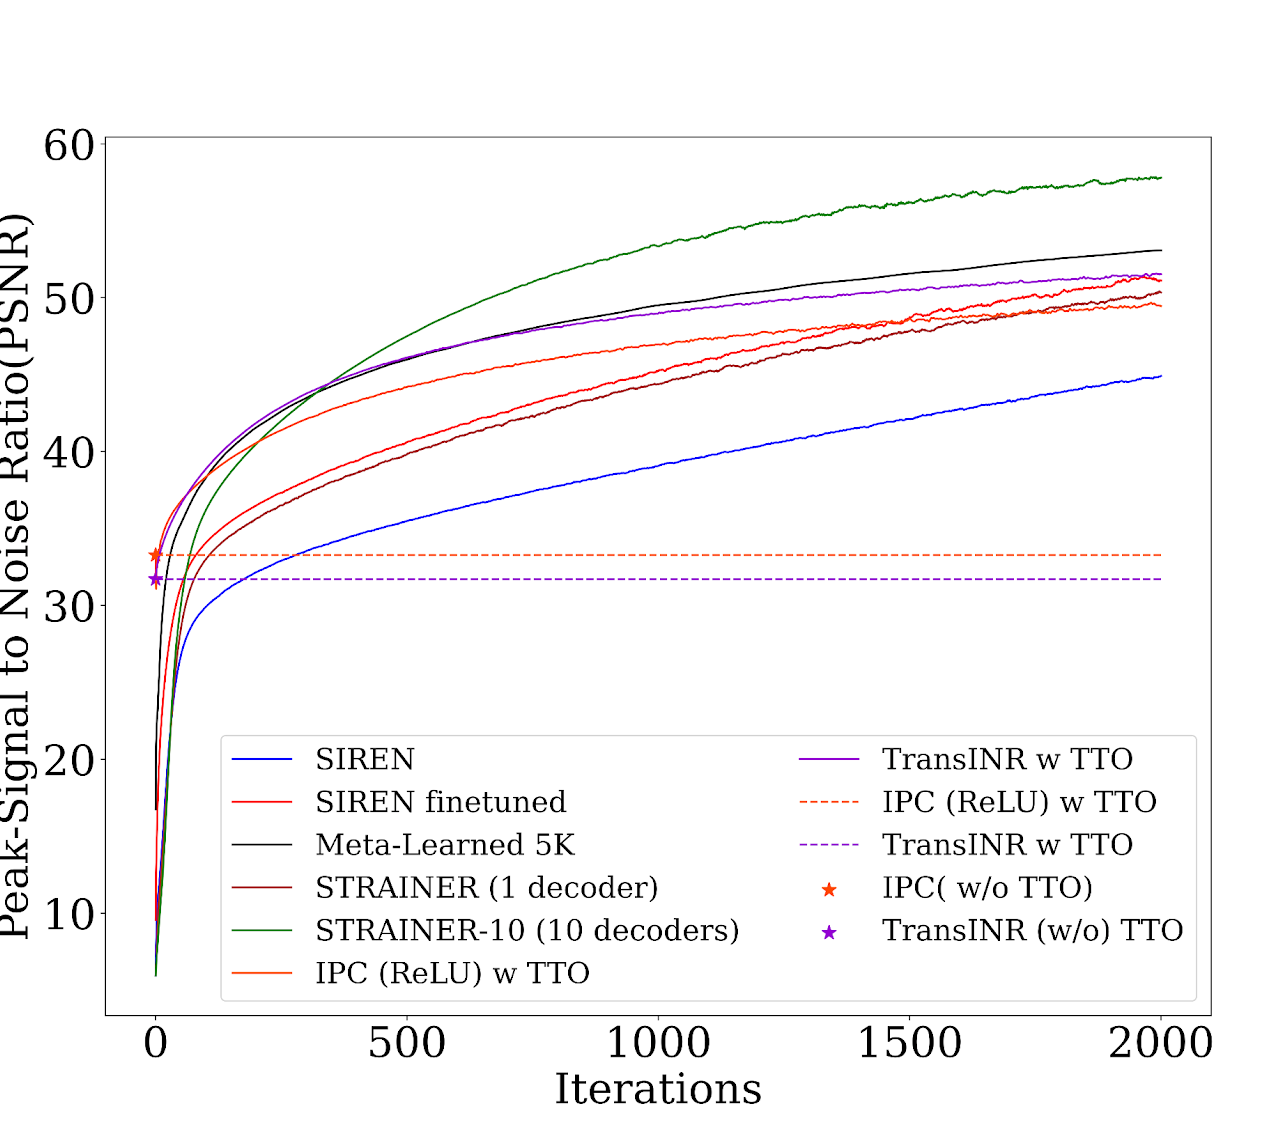 Peak-Signal to Noise Ratio(PSNR)
60
50
40
30
20
10
SIREN
SIREN finetuned
Meta-Learned 5K
STRAINER (1 decoder)
STRAINER-10 (10 decoders)
IPC (ReLU) w TTO
TransINR w TTO
IPC (ReLU) w TTO
TransINR w TTO
IPC( w/o TTO)
TransINR (w/o) TTO
0
500
1000
1500
2000
Iterations